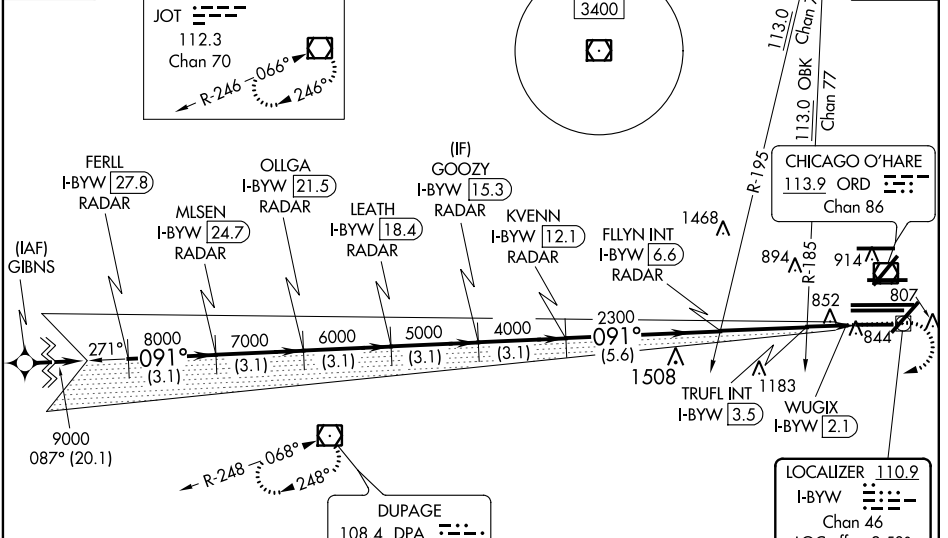 JOT
112.3
Chan 70
R-246
066°
246°
3400
113.0
113.0 OBK
Chan 77
R-195
R-185
CHICAGO O'HARE
113.9 ORD
Chan 86
FERLL
I-BYW 27.8
RADAR
MLSEN
I-BYW 24.7
RADAR
OLLGA
I-BYW 21.5
RADAR
LEATH
I-BYW 18.4
RADAR
(IF)
GOOZY
I-BYW 15.3
RADAR
KVENN
I-BYW 12.1
RADAR
FLLYN INT
I-BYW 6.6
RADAR
1468
894
914
852
807
844
(IAF)
GIBNS
271°
8000
091°
(3.1)
7000
(3.1)
6000
(3.1)
5000
(3.1)
4000
(3.1)
2300
091°
(5.6)
1508
1183
TRUFL INT
I-BYW 3.5
WUGIX
I-BYW 2.1
9000
087° (20.1)
R-248
068°
248°
DUPAGE
108.4 DPA
LOCALIZER 110.9
I-BYW
Chan 46